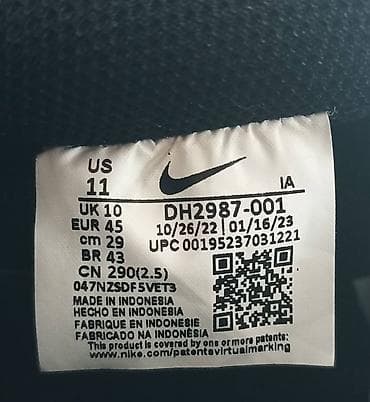 US
11
IA
UK 10
DH2987-001
EUR 45
10/26/22 | 01/16/23
cm 29
UPC 00195237031221
BR 43
CN 290(2.5)
047NZSDF5VET3
MADE IN INDONESIA
HECHO EN INDONESIA
FABRIQUE EN INDONESIE
FABRICADO NA INDONÉSIA
This product is covered by one or more patents:
www.nike.com/patentsvirtualmarking